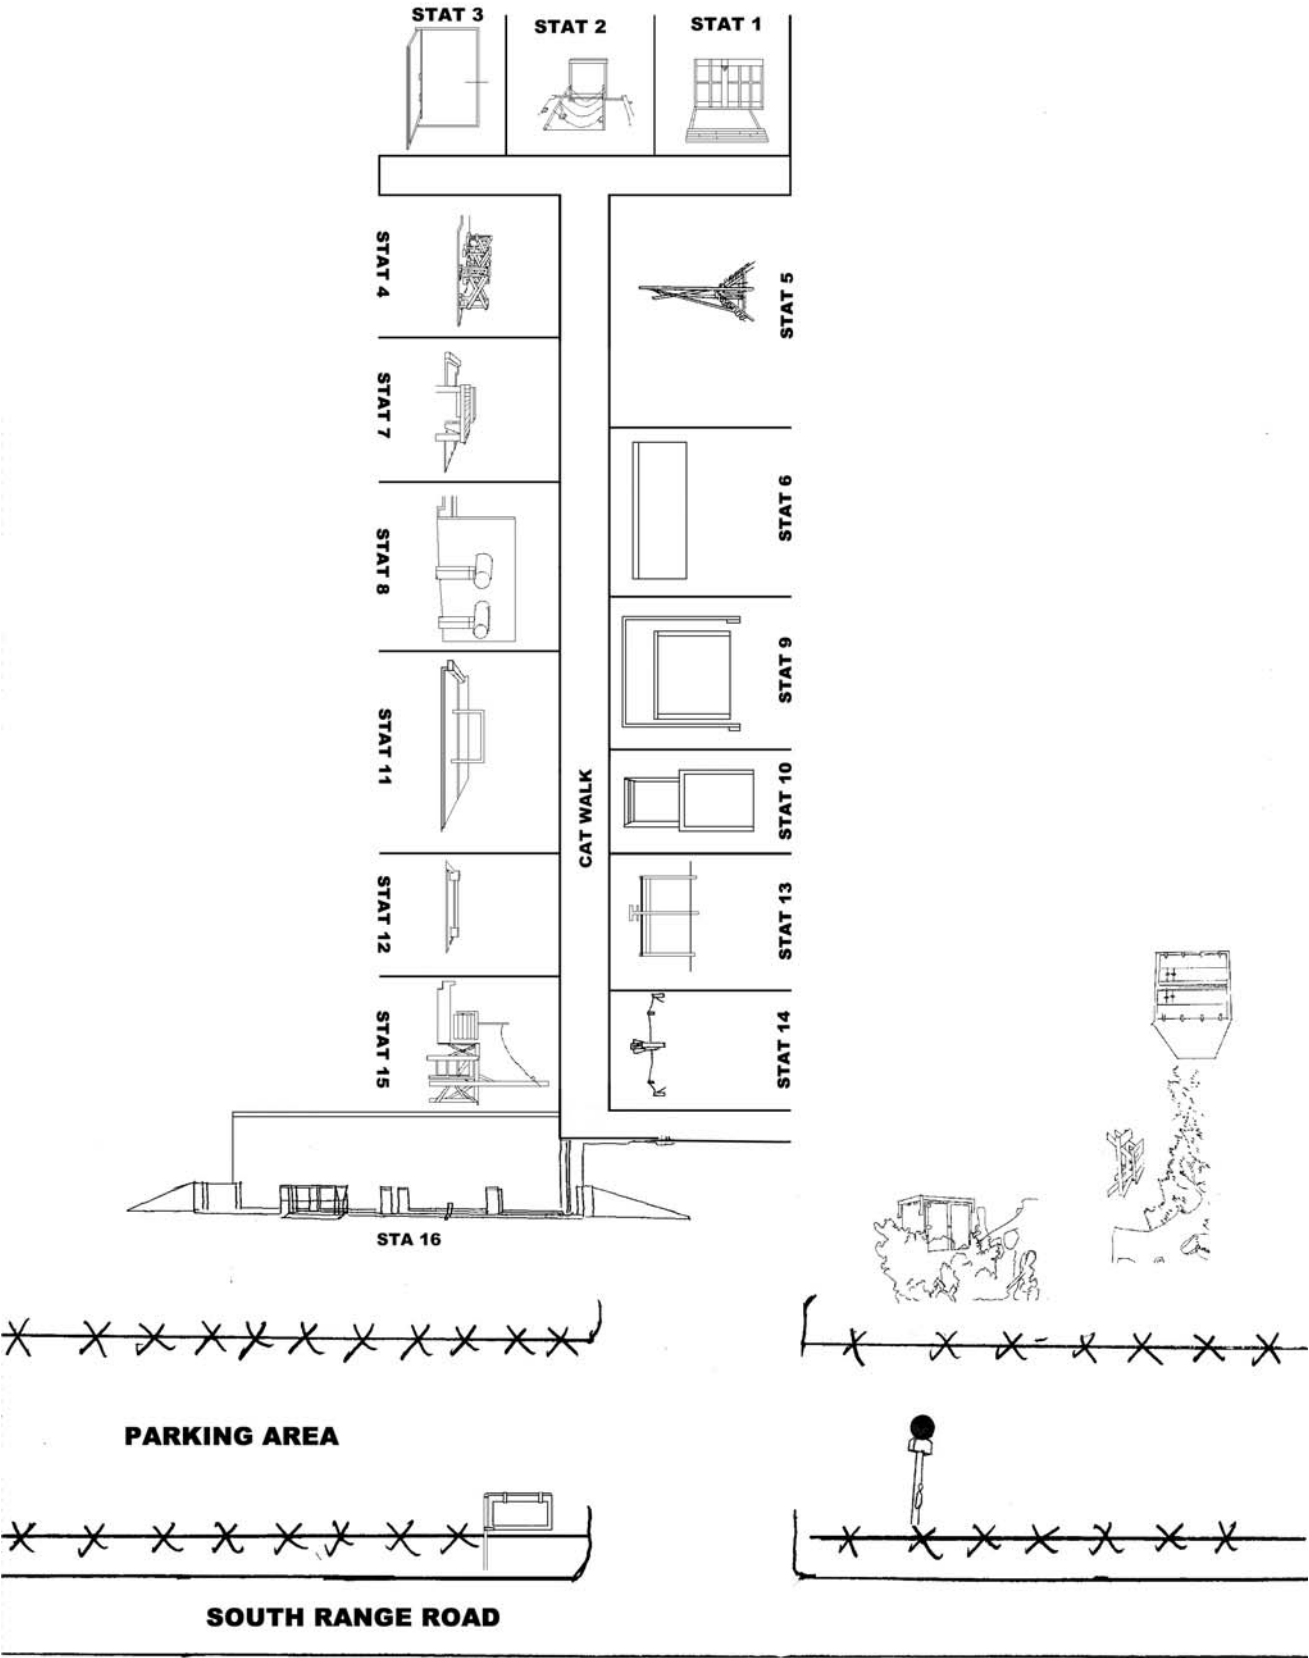 STAT 3
STAT 2
STAT 1
STAT 4
STAT 5
STAT 7
STAT 6
STAT 8
STAT 9
STAT 11
STAT 10
CAT WALK
STAT 12
STAT 13
STAT 15
STAT 14
STA 16
PARKING AREA
SOUTH RANGE ROAD